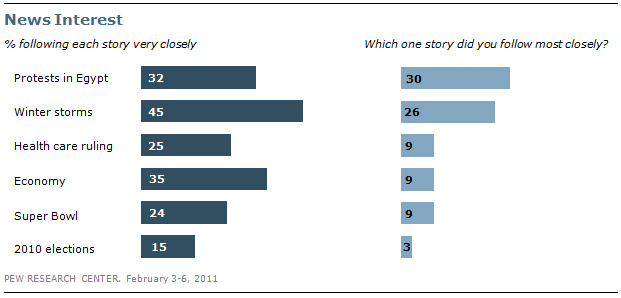 News Interest
% following each story very closely
Which one story did you follow most closely?
Protests in Egypt 32 30
Winter storms 45 26
Health care ruling 25 9
Economy 35 9
Super Bowl 24 9
2010 elections 15 3
PEW RESEARCH CENTER. February 3-6, 2011